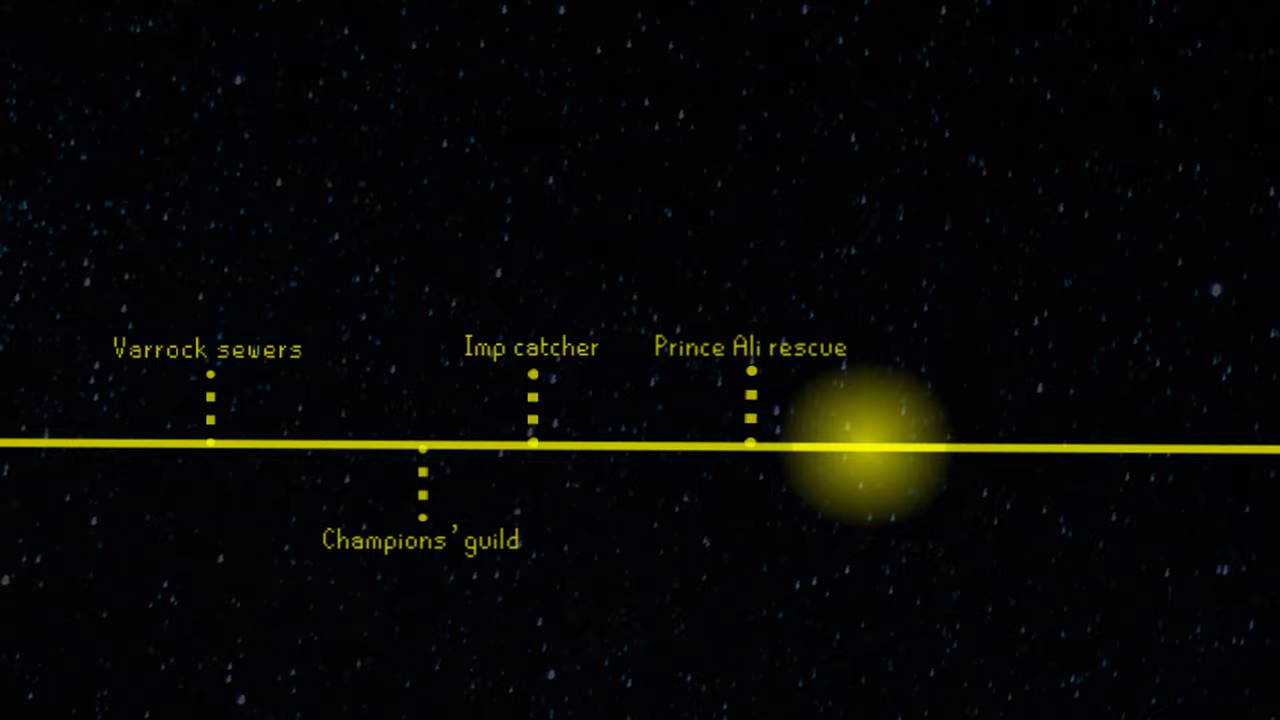 Varrock sewers
Imp catcher
Prince Ali rescue
Champions' guild